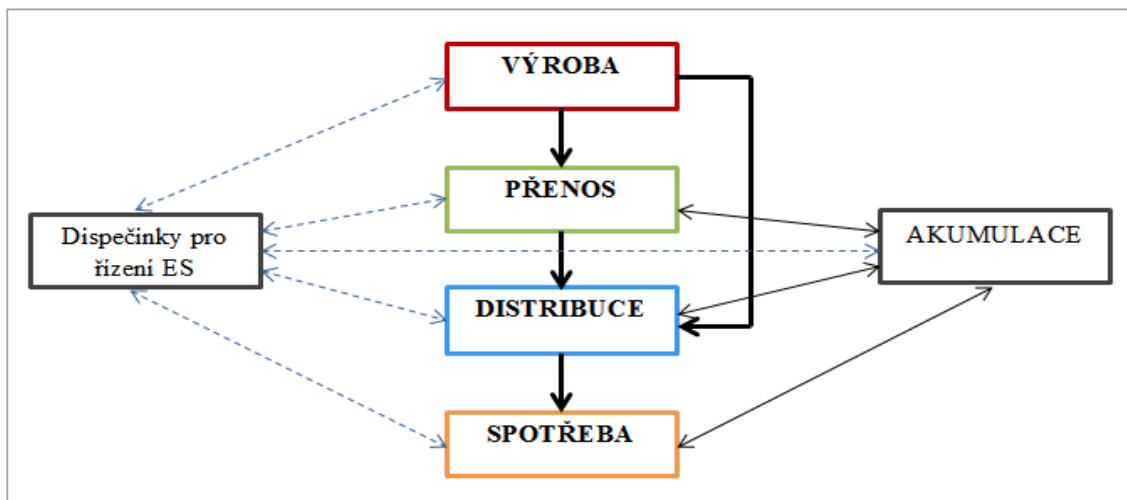 VÝROBA
PŘENOS
Dispečinky pro
řízení ES
AKUMULACE
DISTRIBUCE
SPOTŘEBA